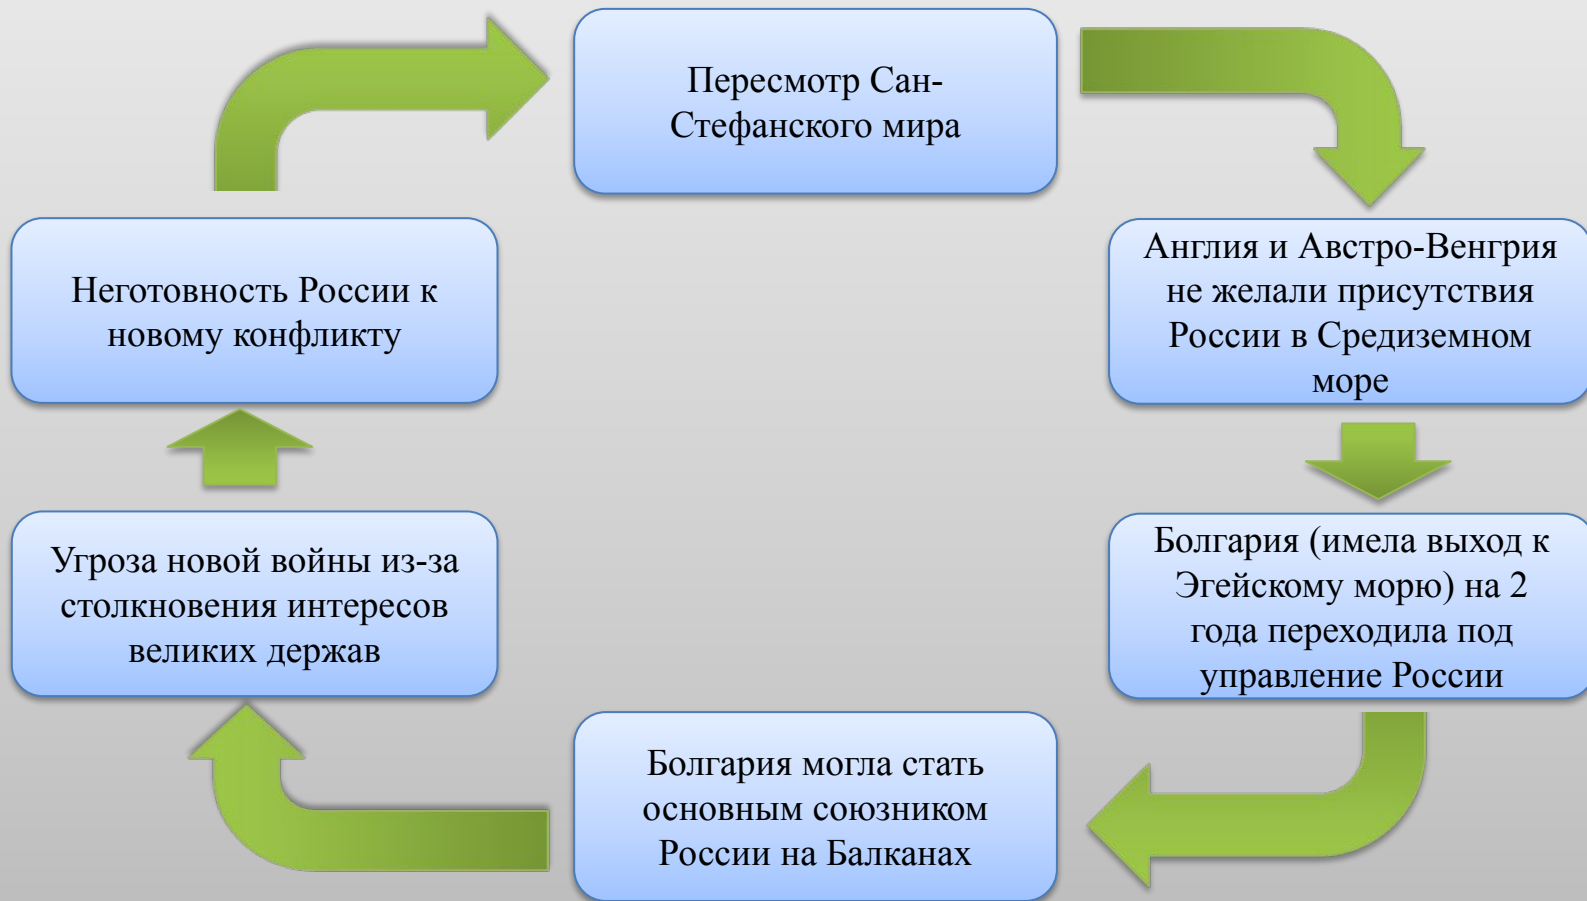 Пересмотр Сан-
Стефанского мира
Англия и Австро-Венгрия
не желали присутствия
России в Средиземном
море
Болгария (имела выход к
Эгейскому морю) на 2
года переходила под
управление России
Болгария могла стать
основным союзником
России на Балканах
Угроза новой войны из-за
столкновения интересов
великих держав
Неготовность России к
новому конфликту